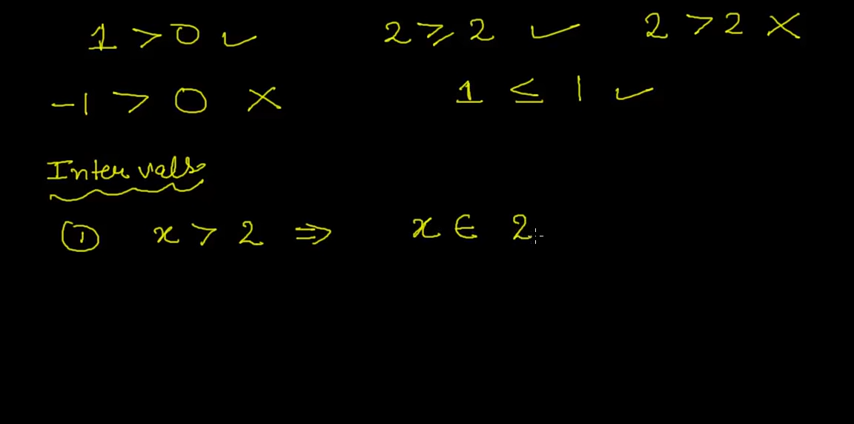 1 > 0 ✓ 2 ≥ 2 ✓ 2 > 2 ✗
-1 > 0 ✗ 1 ≤ 1 ✓
Intervals
① x > 2 ⇒ x ∈ 2